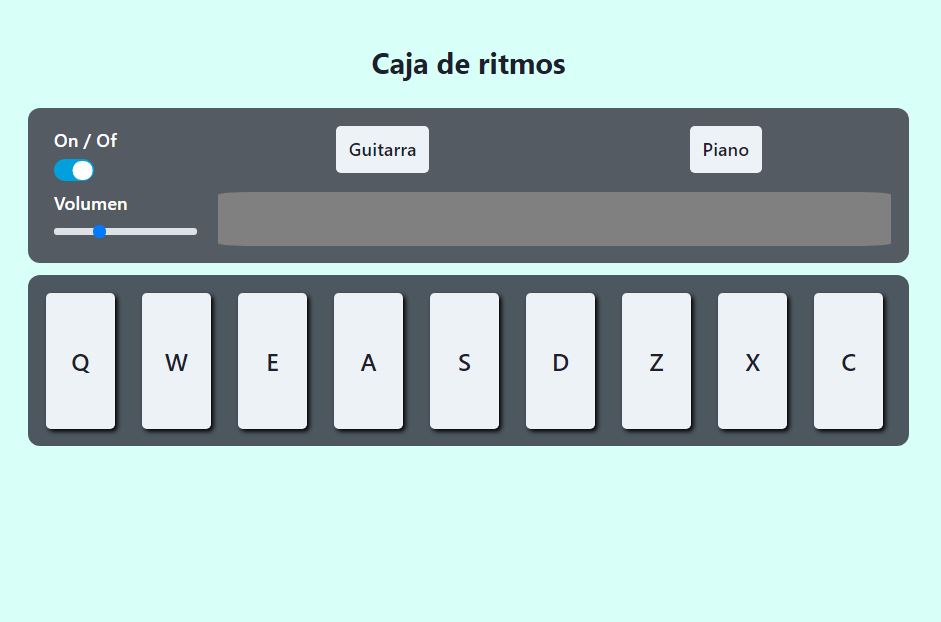 Caja de ritmos
On / Of
Guitarra
Piano
Volumen
Q W E A S D Z X C